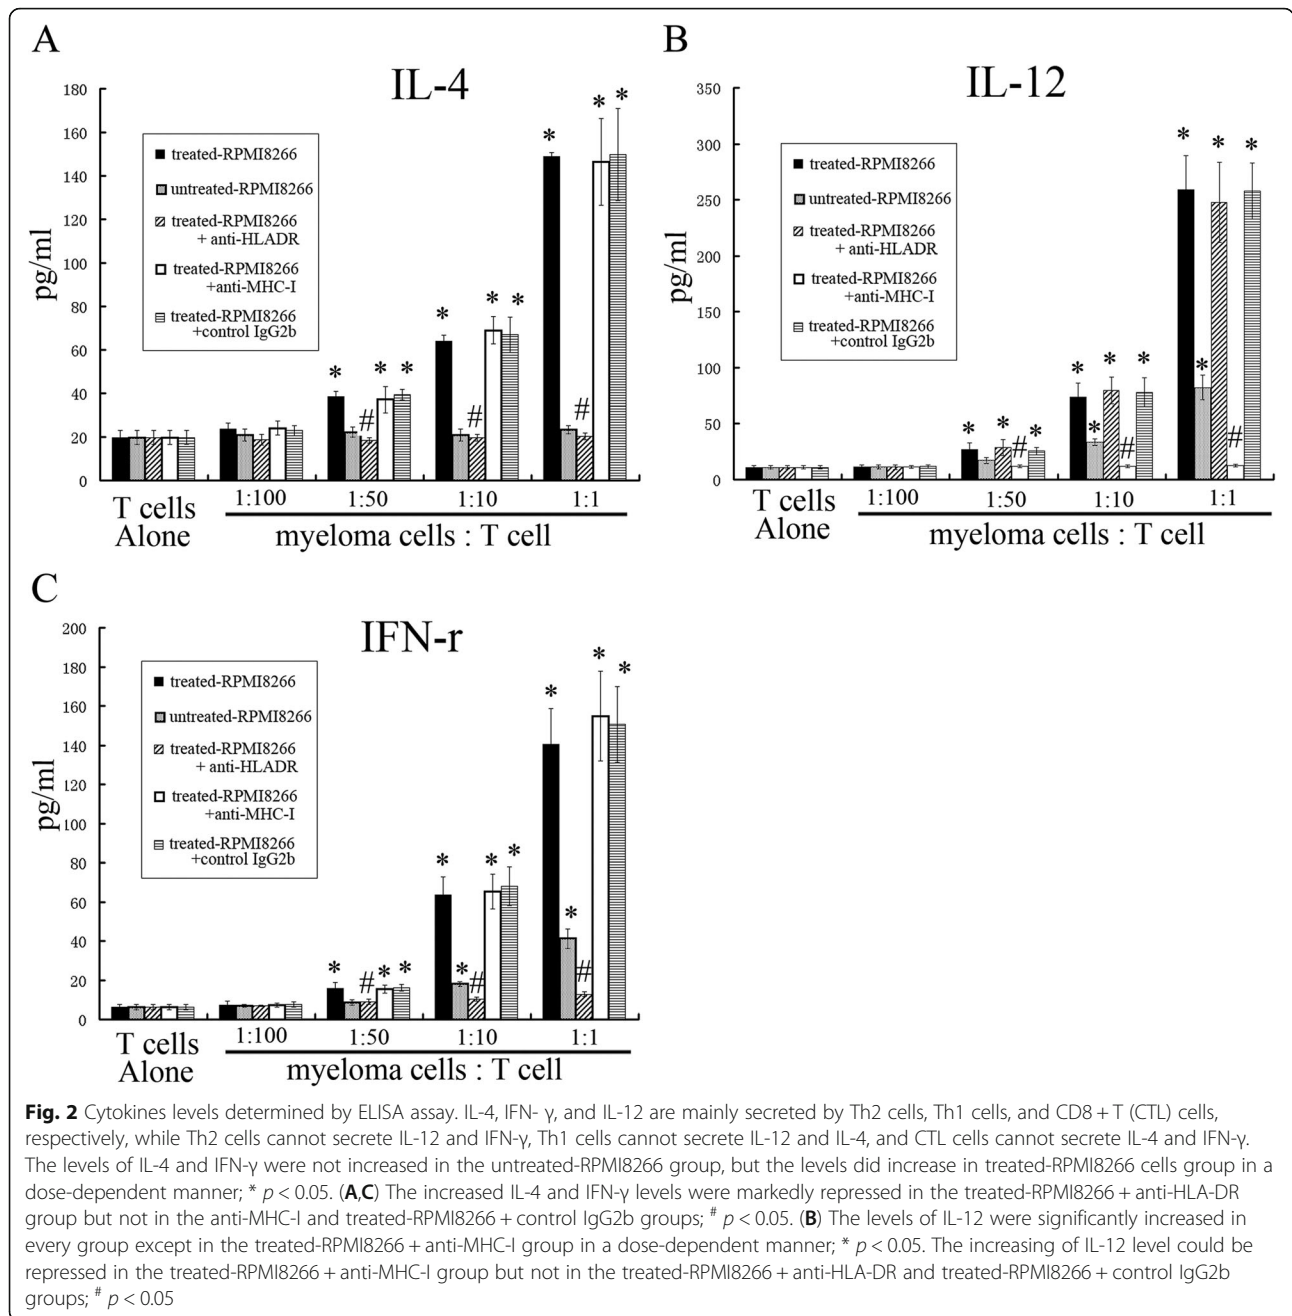 A
IL-4
180
160
140
120
100
80
60
40
20
0
pg/ml
treated-RPMI8266
untreated-RPMI8266
treated-RPMI8266
+ anti-HLADR
treated-RPMI8266
+anti-MHC-I
treated-RPMI8266
+control IgG2b
* # * *
* # * *
* # * *
T cells
Alone
1:100 1:50 1:10 1:1
myeloma cells : T cell
B
IL-12
350
300
250
200
150
100
50
0
pg/ml
treated-RPMI8266
untreated-RPMI8266
treated-RPMI8266
+ anti-HLADR
treated-RPMI8266
+anti-MHC-I
treated-RPMI8266
+control IgG2b
* * # *
* * * # *
* * * # *
T cells
Alone
1:100 1:50 1:10 1:1
myeloma cells : T cell
C
IFN-r
200
180
160
140
120
100
80
60
40
20
0
pg/ml
treated-RPMI8266
untreated-RPMI8266
treated-RPMI8266
+ anti-HLADR
treated-RPMI8266
+anti-MHC-I
treated-RPMI8266
+control IgG2b
* # * *
* * # * *
* * # * *
T cells
Alone
1:100 1:50 1:10 1:1
myeloma cells : T cell
Fig. 2 Cytokines levels determined by ELISA assay. IL-4, IFN- γ, and IL-12 are mainly secreted by Th2 cells, Th1 cells, and CD8 + T (CTL) cells,
respectively, while Th2 cells cannot secrete IL-12 and IFN-γ, Th1 cells cannot secrete IL-12 and IL-4, and CTL cells cannot secrete IL-4 and IFN-γ.
The levels of IL-4 and IFN-γ were not increased in the untreated-RPMI8266 group, but the levels did increase in treated-RPMI8266 cells group in a
dose-dependent manner; * p < 0.05. (A,C) The increased IL-4 and IFN-γ levels were markedly repressed in the treated-RPMI8266 + anti-HLA-DR
group but not in the anti-MHC-I and treated-RPMI8266 + control IgG2b groups; # p < 0.05. (B) The levels of IL-12 were significantly increased in
every group except in the treated-RPMI8266 + anti-MHC-I group in a dose-dependent manner; * p < 0.05. The increasing of IL-12 level could be
repressed in the treated-RPMI8266 + anti-MHC-I group but not in the treated-RPMI8266 + anti-HLA-DR and treated-RPMI8266 + control IgG2b
groups; # p < 0.05